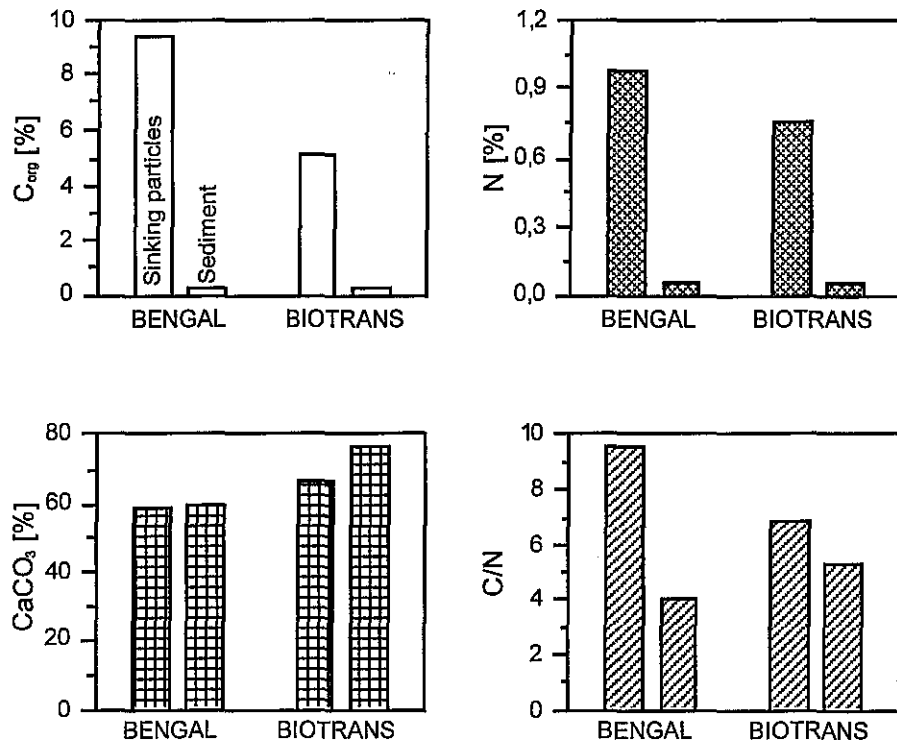 C_org [%]
10
8
6
4
2
0
Sinking particles
Sediment
BENGAL BIOTRANS
N [%]
1,2
0,9
0,6
0,3
0,0
BENGAL BIOTRANS
CaCO₃ [%]
80
60
40
20
0
BENGAL BIOTRANS
C/N
10
8
6
4
2
0
BENGAL BIOTRANS